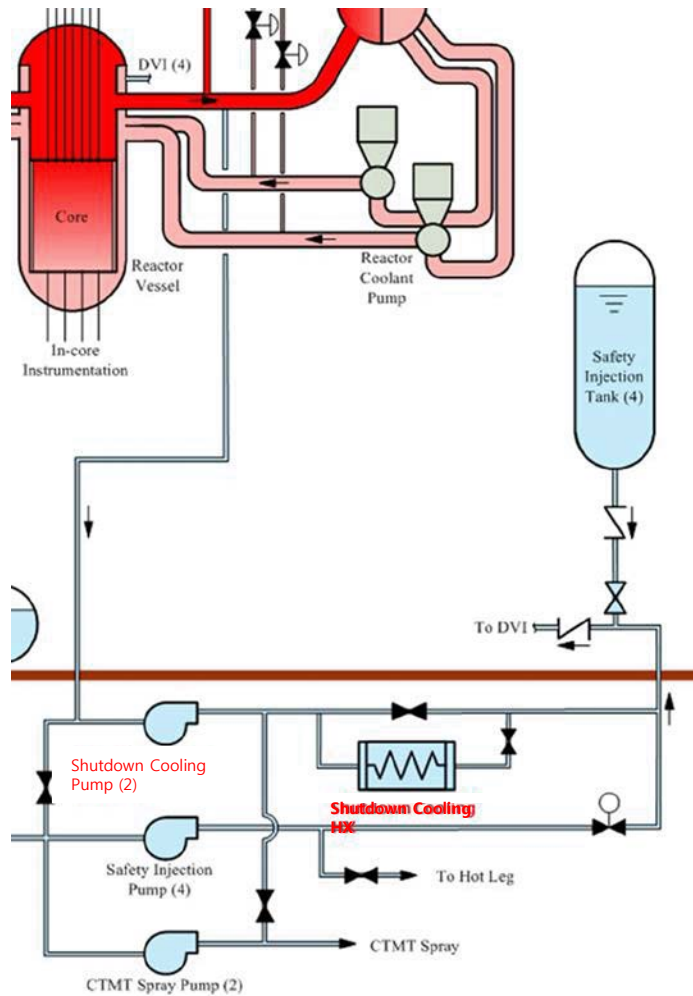 DVI (4)
Core
Reactor
Vessel
In-core
Instrumentation
Reactor
Coolant
Pump
Safety
Injection
Tank (4)
To DVI
Shutdown Cooling
Pump (2)
Shutdown Cooling
HX
Safety Injection
Pump (4)
To Hot Leg
CTMT Spray
CTMT Spray Pump (2)